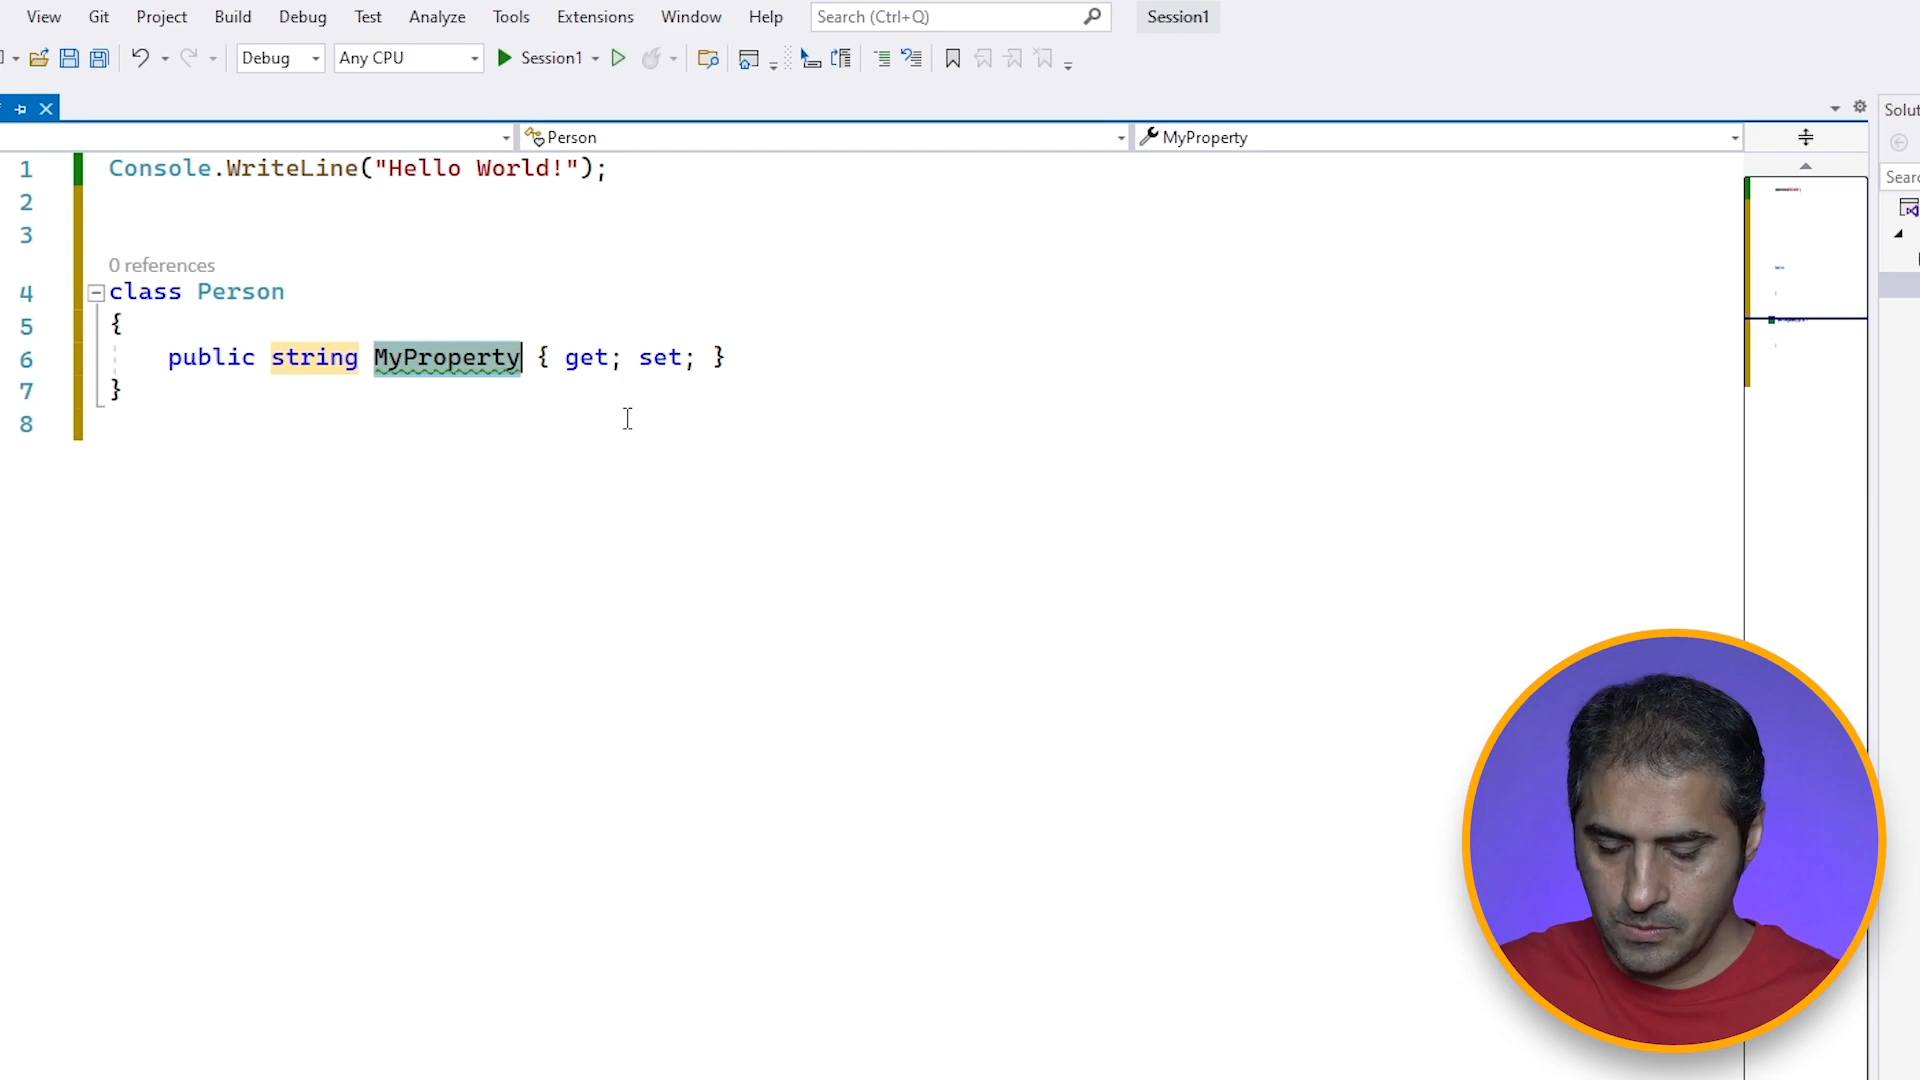 View Git Project Build Debug Test Analyze Tools Extensions Window Help Search (Ctrl+Q) Session1
Debug Any CPU Session1
Solut
Person MyProperty
1 Console.WriteLine("Hello World!");
Searc
2
3
0 references
4 class Person
5 {
6 public string MyProperty { get; set; }
7 }
8